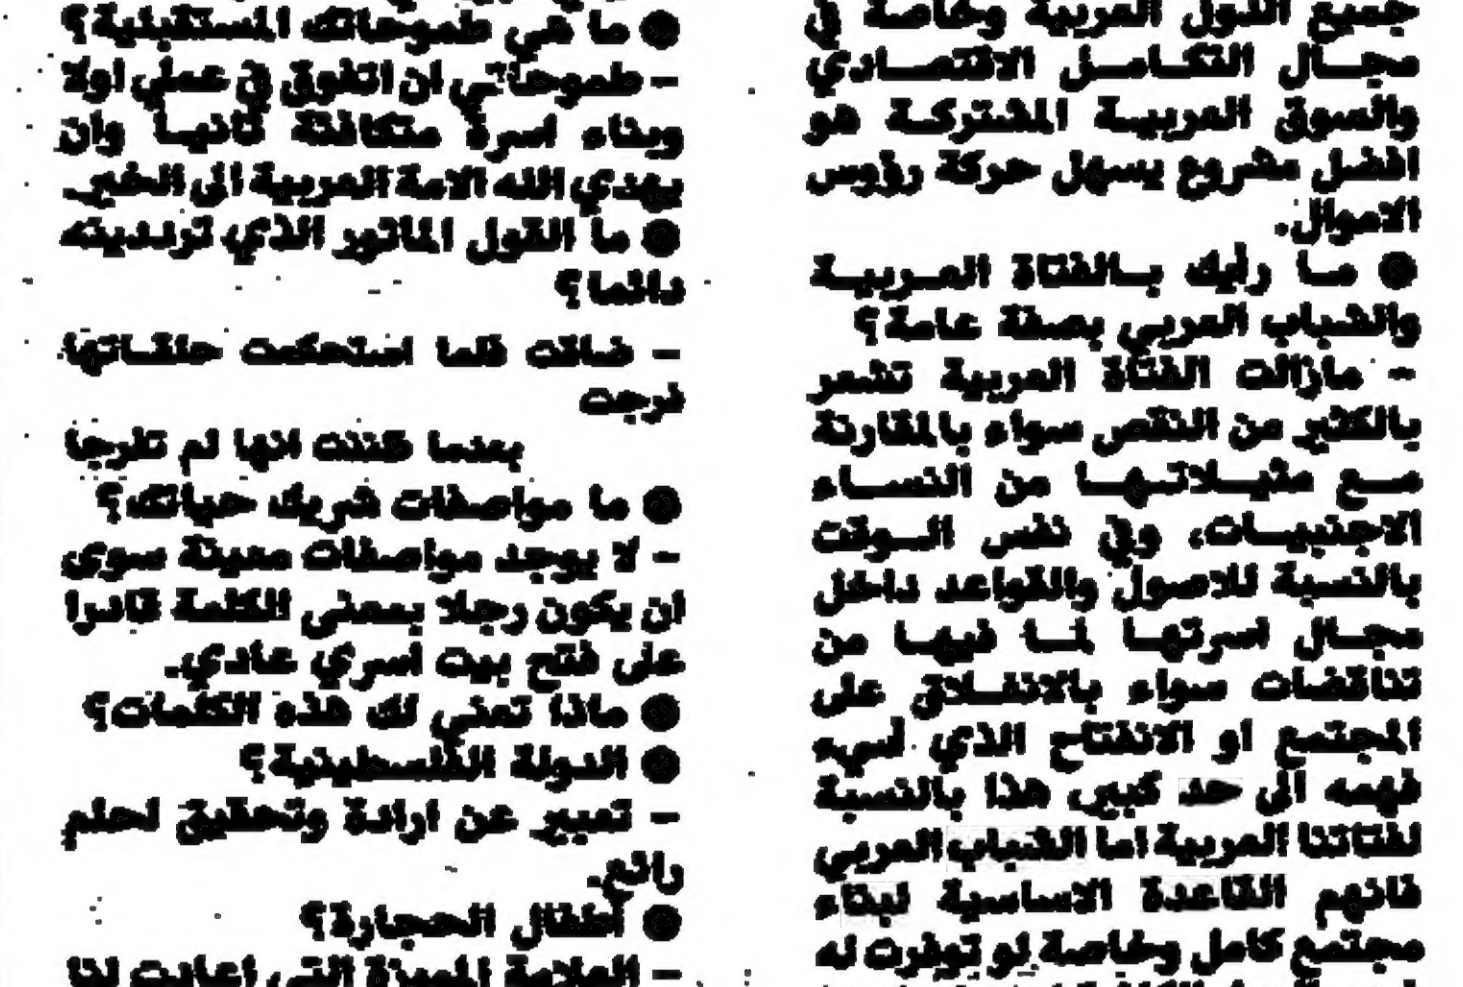 جميع الدول العربية وخاصة في
مجال التكامل الاقتصادي
والسوق العربية المشتركة هو
افضل مشروع يسهل حركة رؤوس
الاموال.
● ما رأيك بالفتاة العربية
والشباب العربي بصفة عامة؟
- مازالت الفتاة العربية تشعر
بالكثير من النقص سواء بالمقارنة
مع مثيلاتها من النساء
الاجنبيات، وفي نفس الوقت
بالنسبة للاصول والقواعد داخل
مجال اسرتها لما فيها من
تناقضات سواء بالانغلاق على
المجتمع او الانفتاح الذي اسيء
فهمه الى حد كبير، هذا بالنسبة
لفتاتنا العربية اما الشباب العربي
فانهم القاعدة الاساسية لبناء
مجتمع كامل وخاصة لو توفرت له
● ما هي طموحاتك المستقبلية؟
- طموحاتي ان اتفوق في عملي اولا
وبناء اسرة متكافئة ثانيا وان
يهدي الله الامة العربية الى الخير.
● ما القول الماثور الذي ترددينه
دائما؟
- ضاقت فلما استحكمت حلقاتها
فرجت
بعدما ظننت انها لم تفرجا
● ما مواصفات شريك حياتك؟
- لا يوجد مواصفات معينة سوى
ان يكون رجلا بمعنى الكلمة قادرا
على فتح بيت اسري عادي.
● ماذا تعني لك هذه الكلمات؟
● الدولة الفلسطينية؟
- تعبير عن ارادة وتحقيق لحلم
رائع.
● أطفال الحجارة؟
- العلامة المميزة التي اعادت لنا